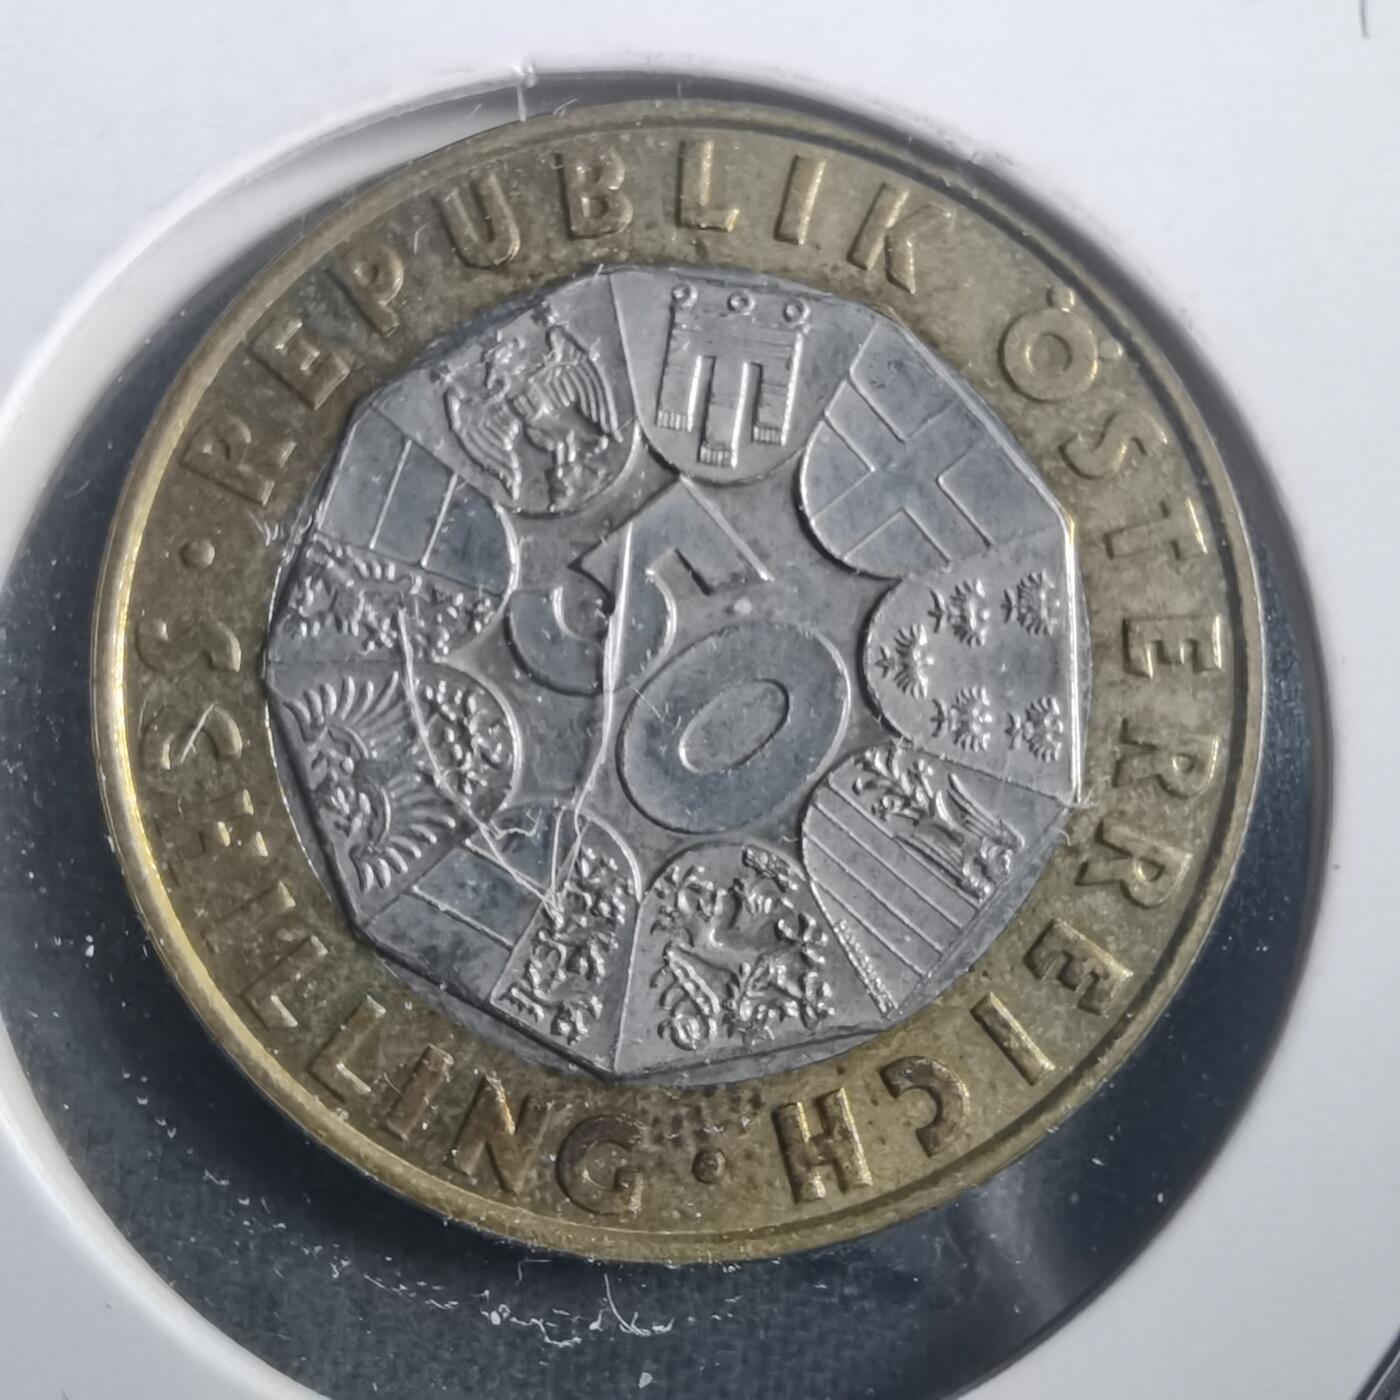 REPUBLIK ÖSTERREICH
· SCHILLING ·
50